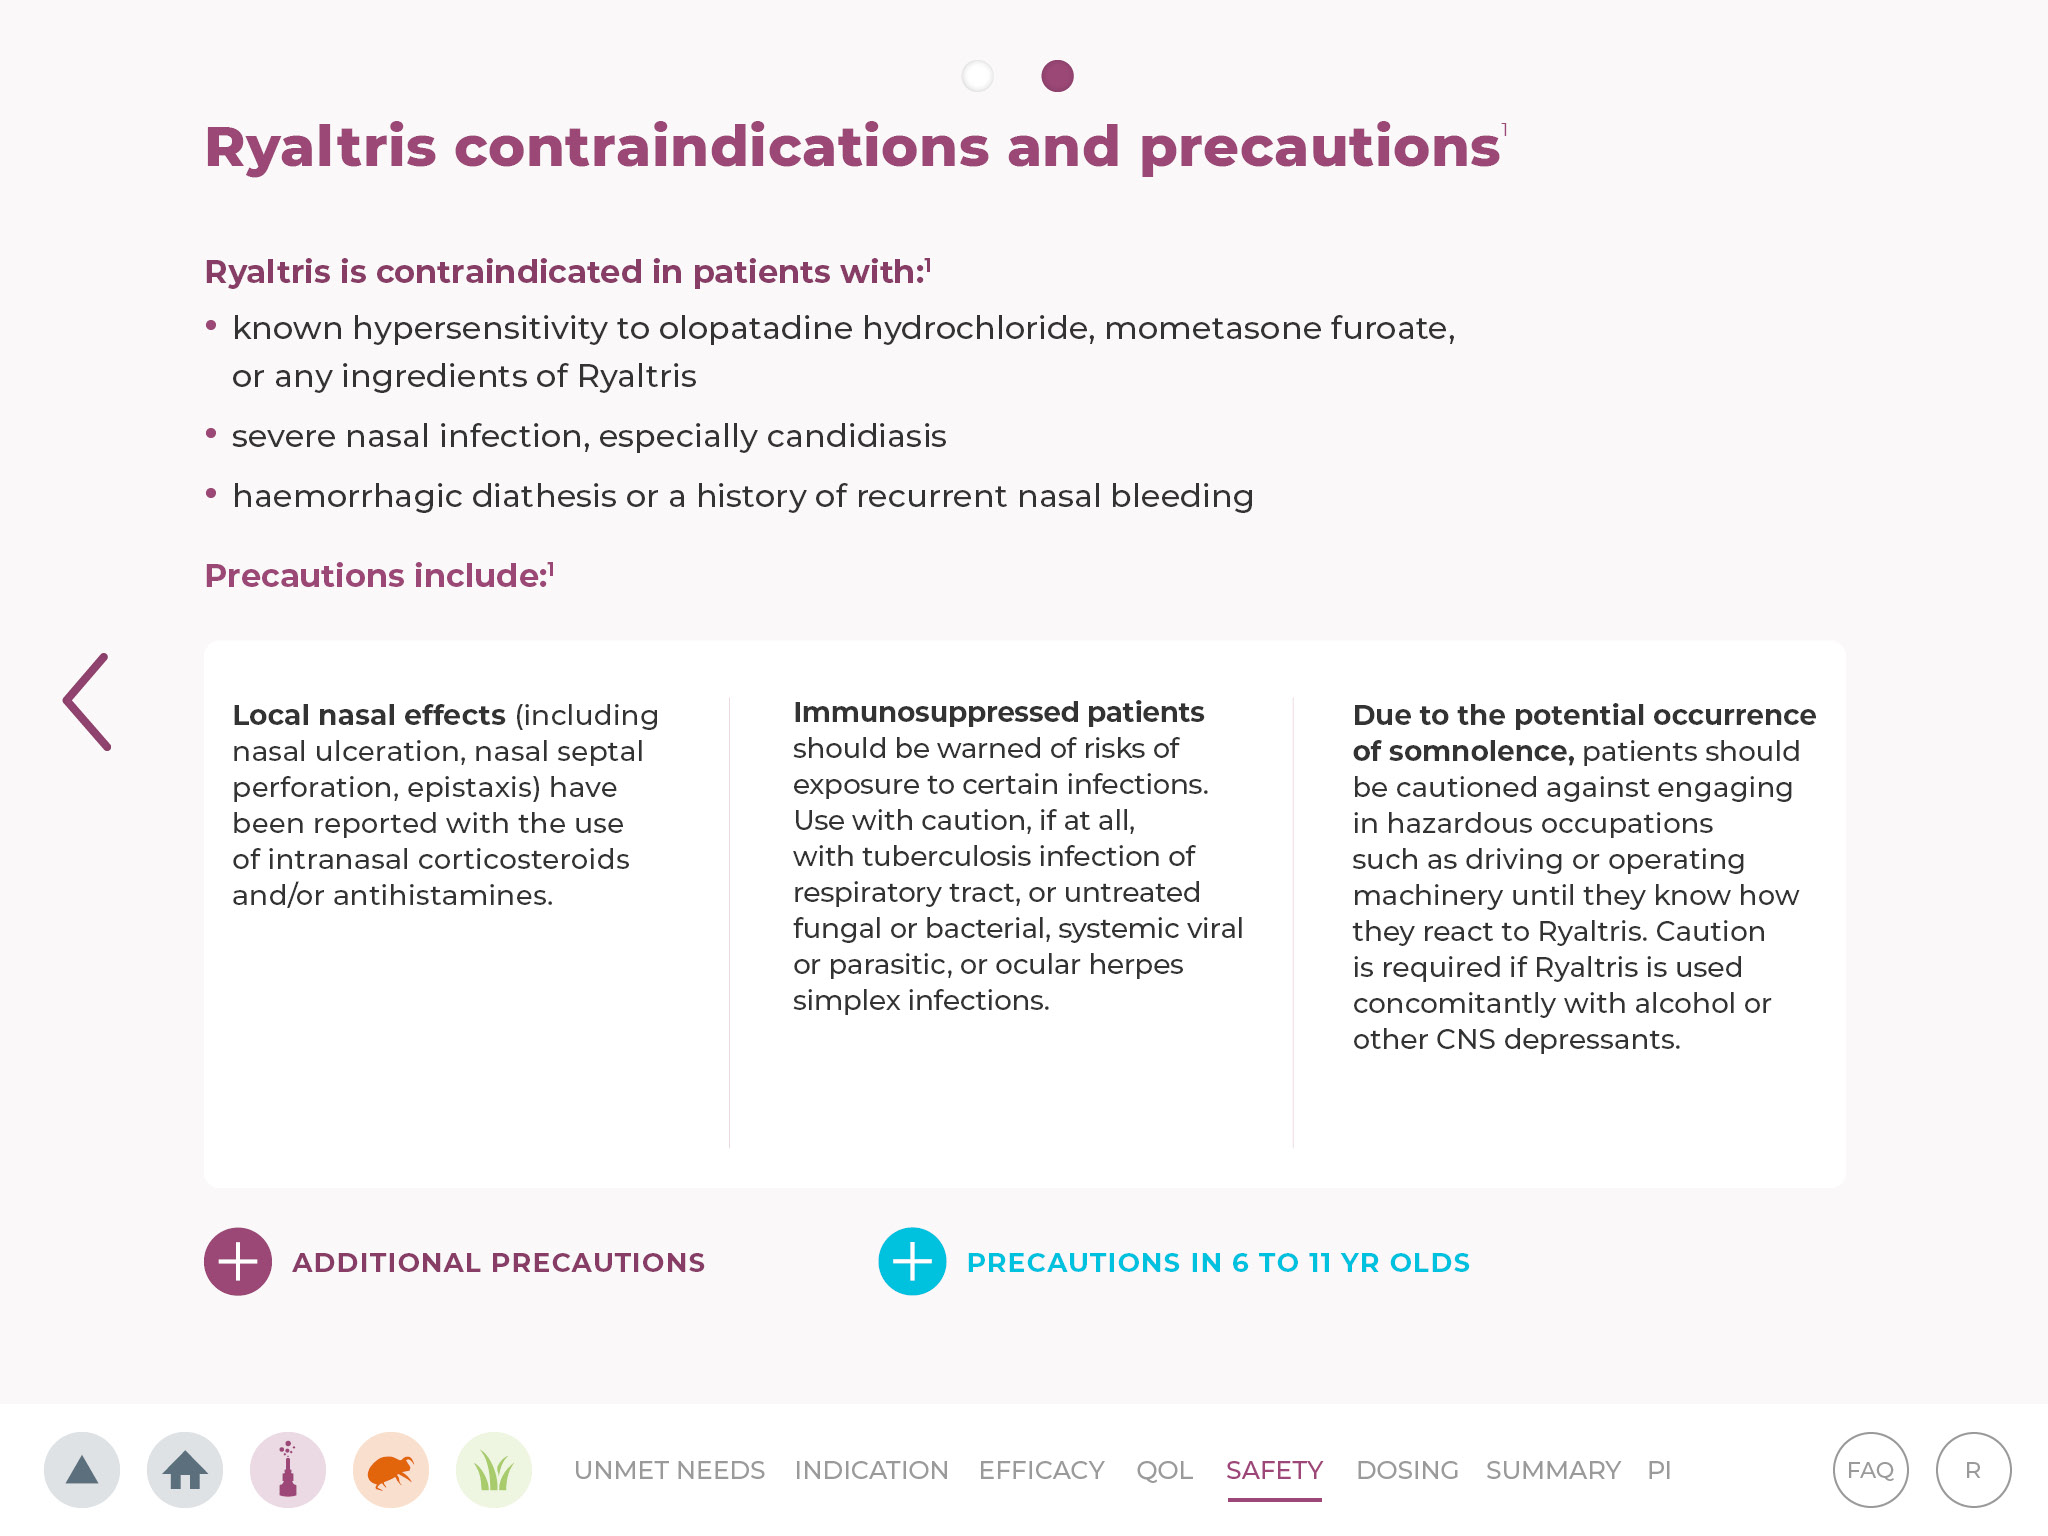 Ryaltris contraindications and precautions¹
Ryaltris is contraindicated in patients with:¹
• known hypersensitivity to olopatadine hydrochloride, mometasone furoate,
or any ingredients of Ryaltris
• severe nasal infection, especially candidiasis
• haemorrhagic diathesis or a history of recurrent nasal bleeding
Precautions include:¹
Local nasal effects (including
nasal ulceration, nasal septal
perforation, epistaxis) have
been reported with the use
of intranasal corticosteroids
and/or antihistamines.
Immunosuppressed patients
should be warned of risks of
exposure to certain infections.
Use with caution, if at all,
with tuberculosis infection of
respiratory tract, or untreated
fungal or bacterial, systemic viral
or parasitic, or ocular herpes
simplex infections.
Due to the potential occurrence
of somnolence, patients should
be cautioned against engaging
in hazardous occupations
such as driving or operating
machinery until they know how
they react to Ryaltris. Caution
is required if Ryaltris is used
concomitantly with alcohol or
other CNS depressants.
ADDITIONAL PRECAUTIONS
PRECAUTIONS IN 6 TO 11 YR OLDS
UNMET NEEDS INDICATION EFFICACY QOL SAFETY DOSING SUMMARY PI FAQ R